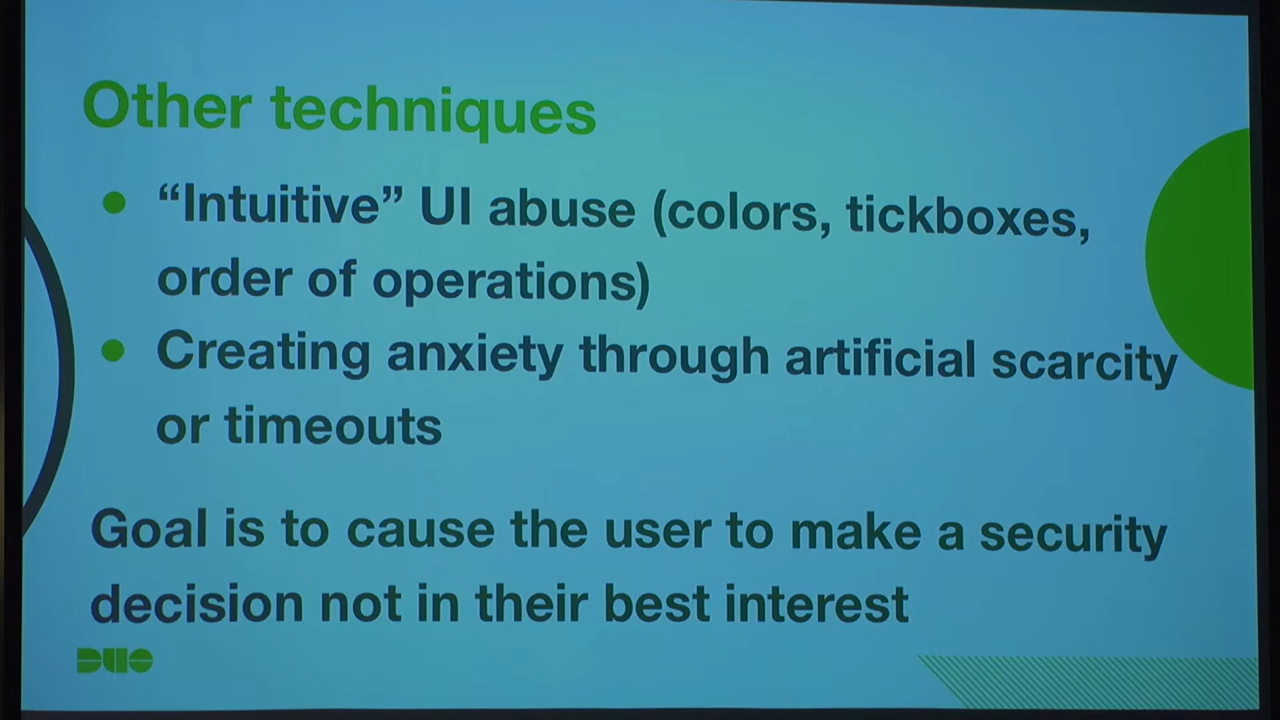 Other techniques
• “Intuitive” UI abuse (colors, tickboxes,
order of operations)
• Creating anxiety through artificial scarcity
or timeouts
Goal is to cause the user to make a security
decision not in their best interest
DUO